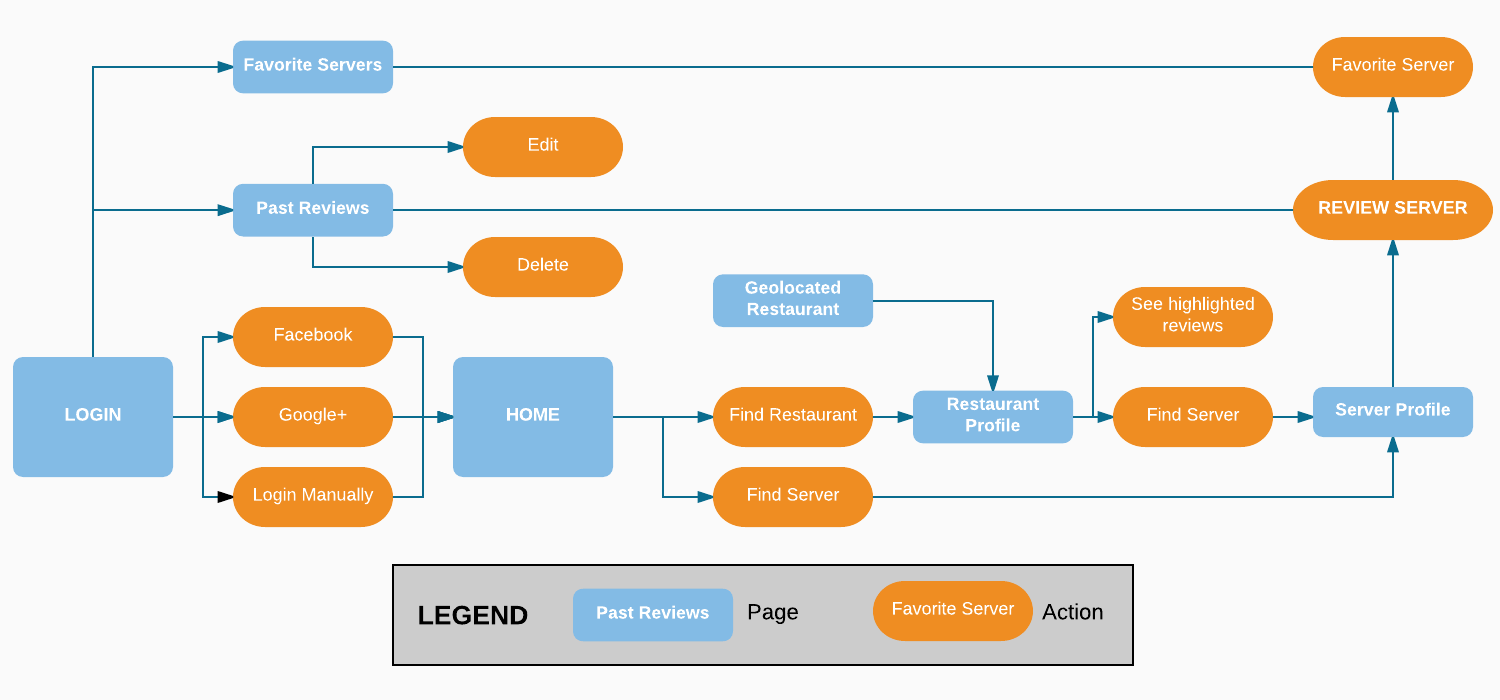 Favorite Servers
Favorite Server
Edit
Past Reviews
REVIEW SERVER
Delete
Geolocated
Restaurant
See highlighted
reviews
Facebook
LOGIN
Google+
HOME
Find Restaurant
Restaurant
Profile
Find Server
Server Profile
Login Manually
Find Server
LEGEND
Past Reviews
Page
Favorite Server
Action